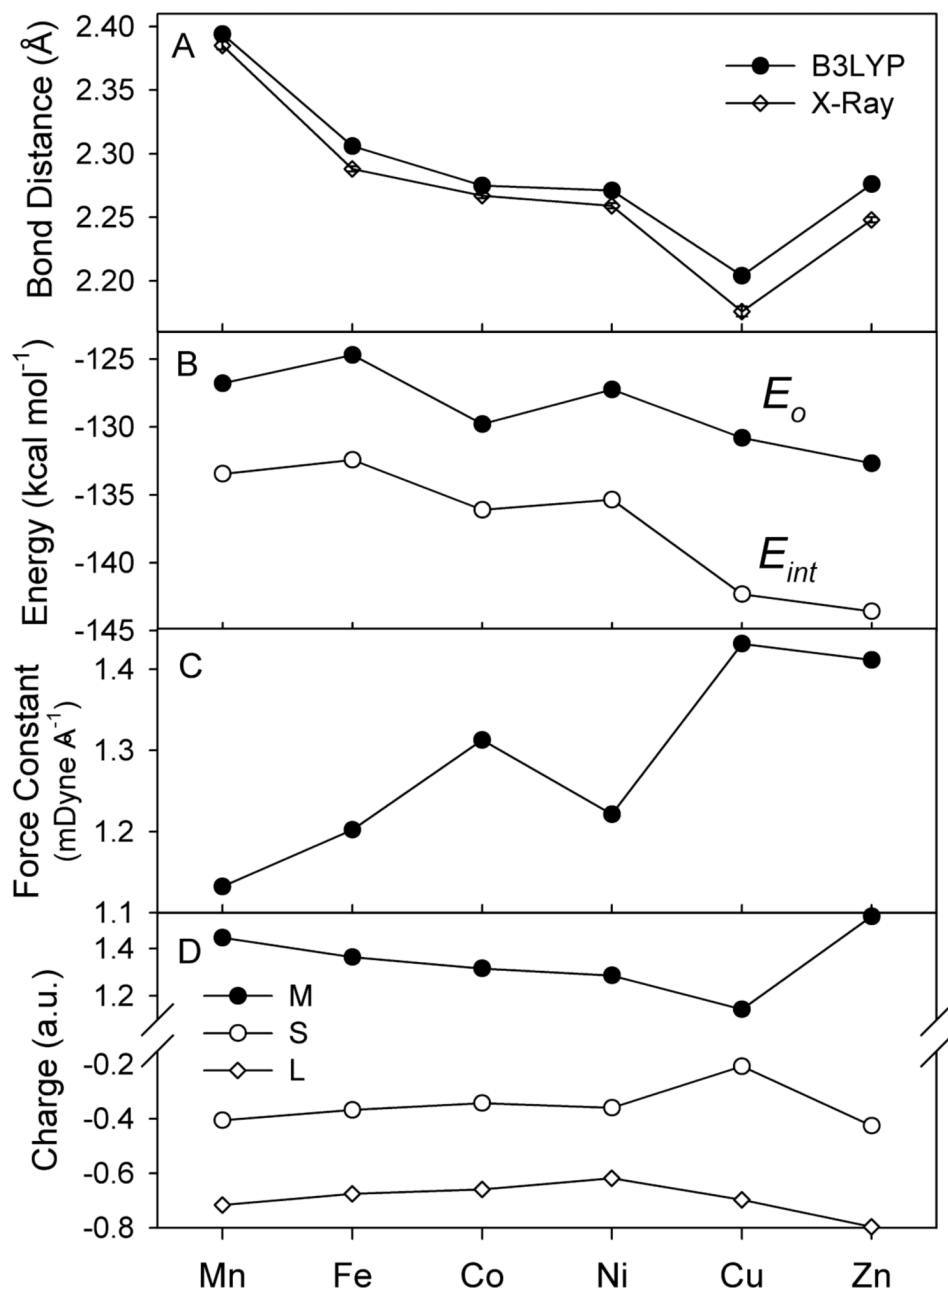 A
B3LYP
X-Ray
Bond Distance (Å)
2.40
2.35
2.30
2.25
2.20
B
E_o
E_int
Energy (kcal mol⁻¹)
-125
-130
-135
-140
-145
C
Force Constant
(mDyne Å⁻¹)
1.4
1.3
1.2
1.1
D
M
S
L
Charge (a.u.)
1.4
1.2
-0.2
-0.4
-0.6
-0.8
Mn Fe Co Ni Cu Zn